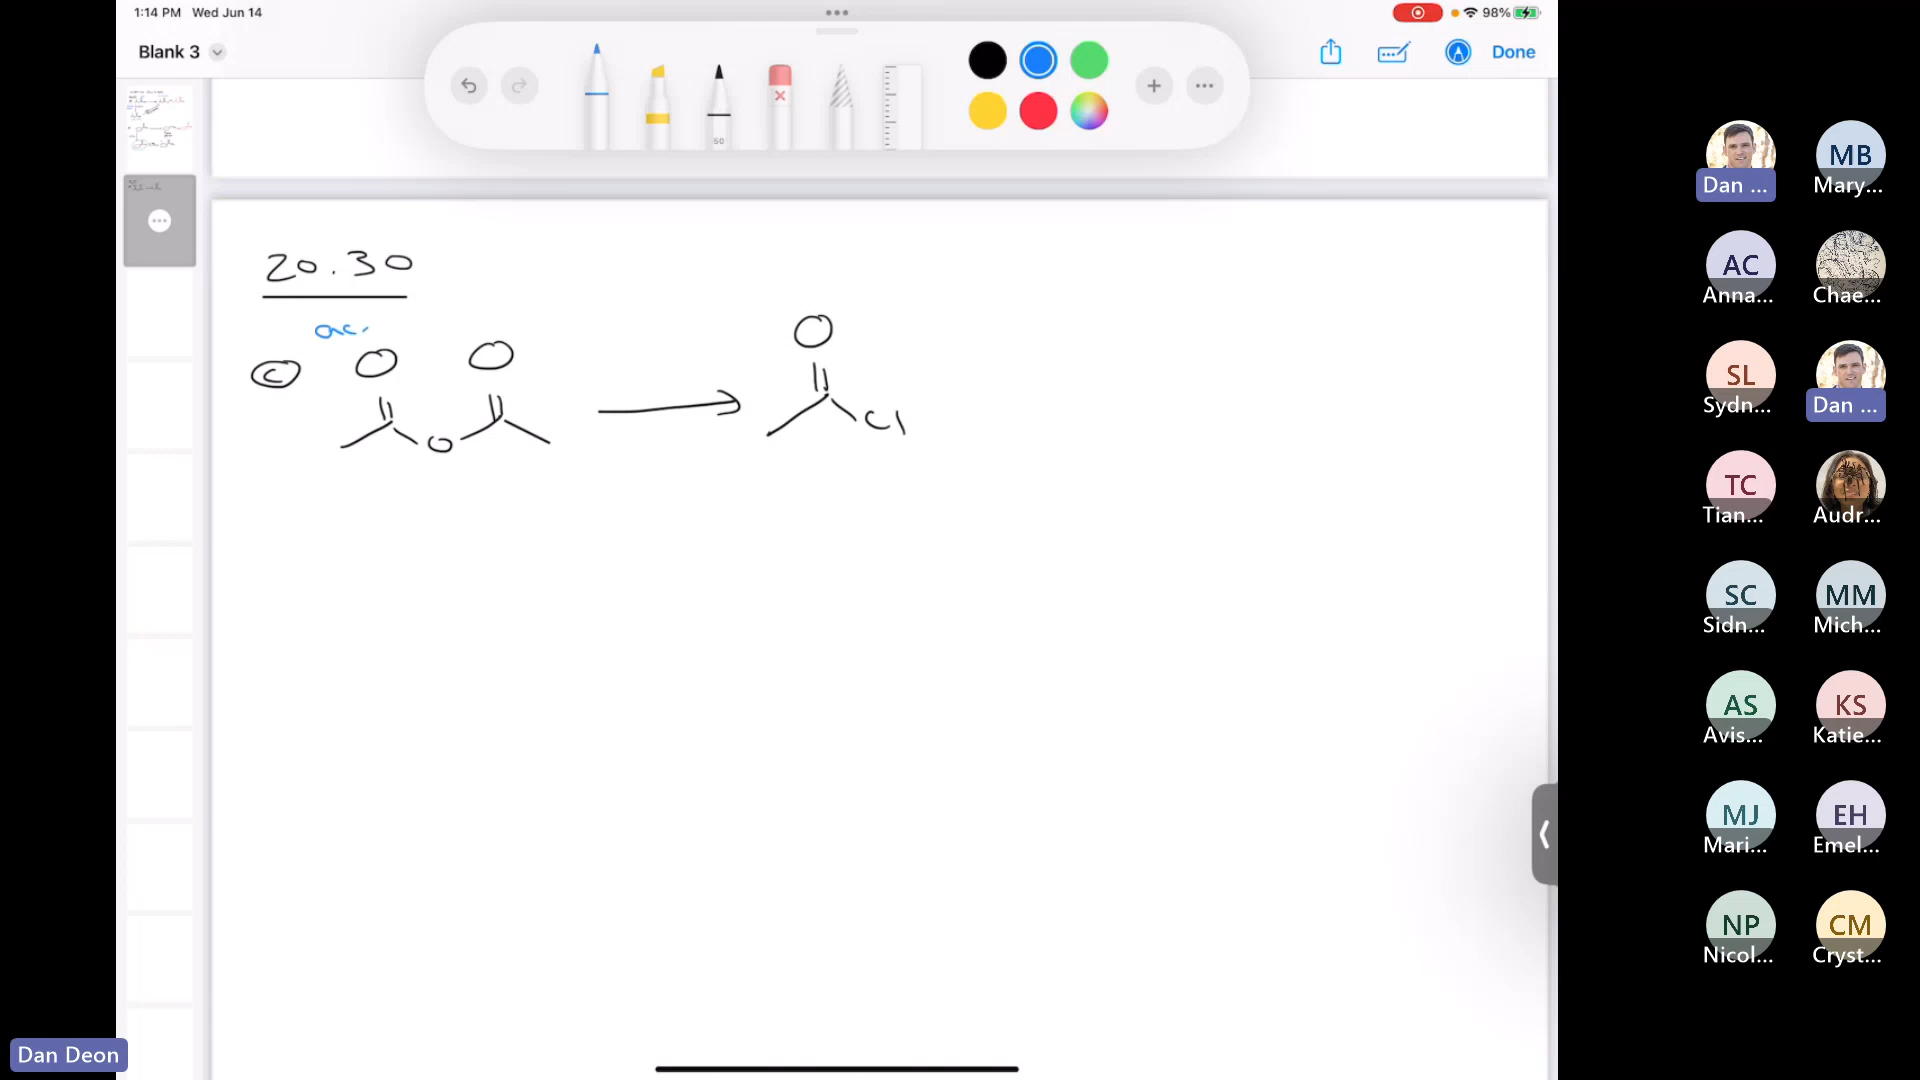 1:14 PM Wed Jun 14
98%
Blank 3
Done
50
20.30
ac.
c
O O
O
O
Cl
Dan ...
MB
Mary...
AC
Anna...
Chae...
SL
Sydn...
Dan ...
TC
Tian...
Audr...
SC
Sidn...
MM
Mich...
AS
Avis...
KS
Katie...
MJ
Mari...
EH
Emel...
NP
Nicol...
CM
Cryst...
Dan Deon